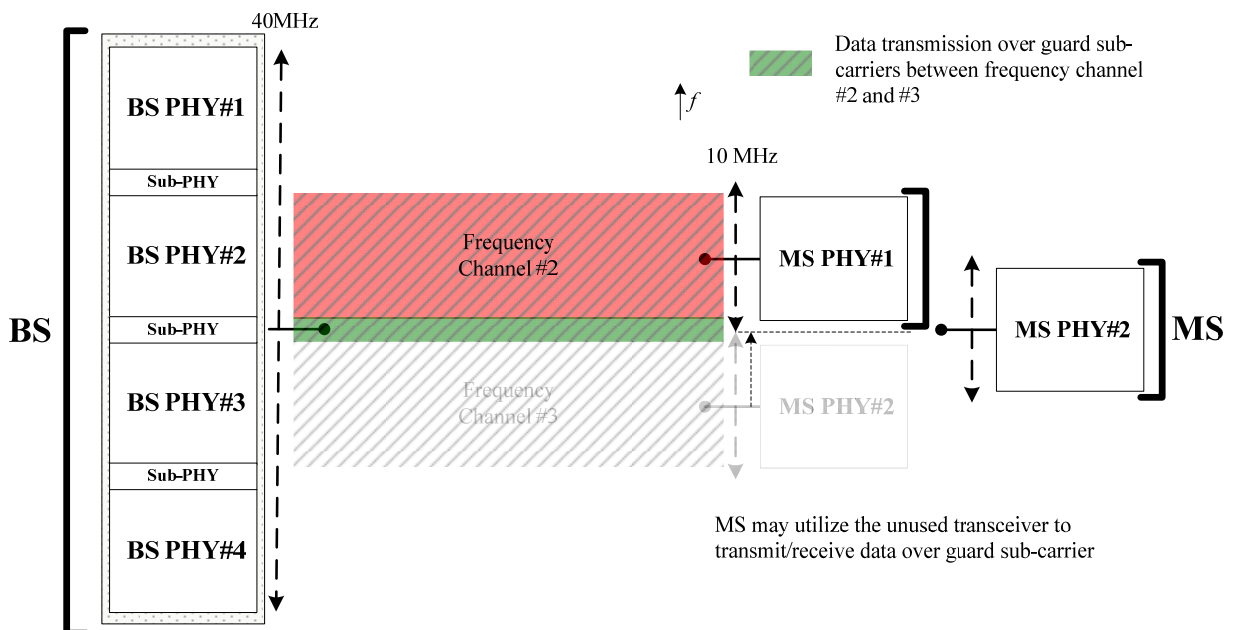 40MHz
BS PHY#1
Sub-PHY
BS PHY#2
Sub-PHY
BS PHY#3
Sub-PHY
BS PHY#4
BS
Data transmission over guard sub-
carriers between frequency channel
#2 and #3
f
10 MHz
Frequency
Channel #2
MS PHY#1
Frequency
Channel #3
MS PHY#2
MS PHY#2
MS
MS may utilize the unused transceiver to
transmit/receive data over guard sub-carrier